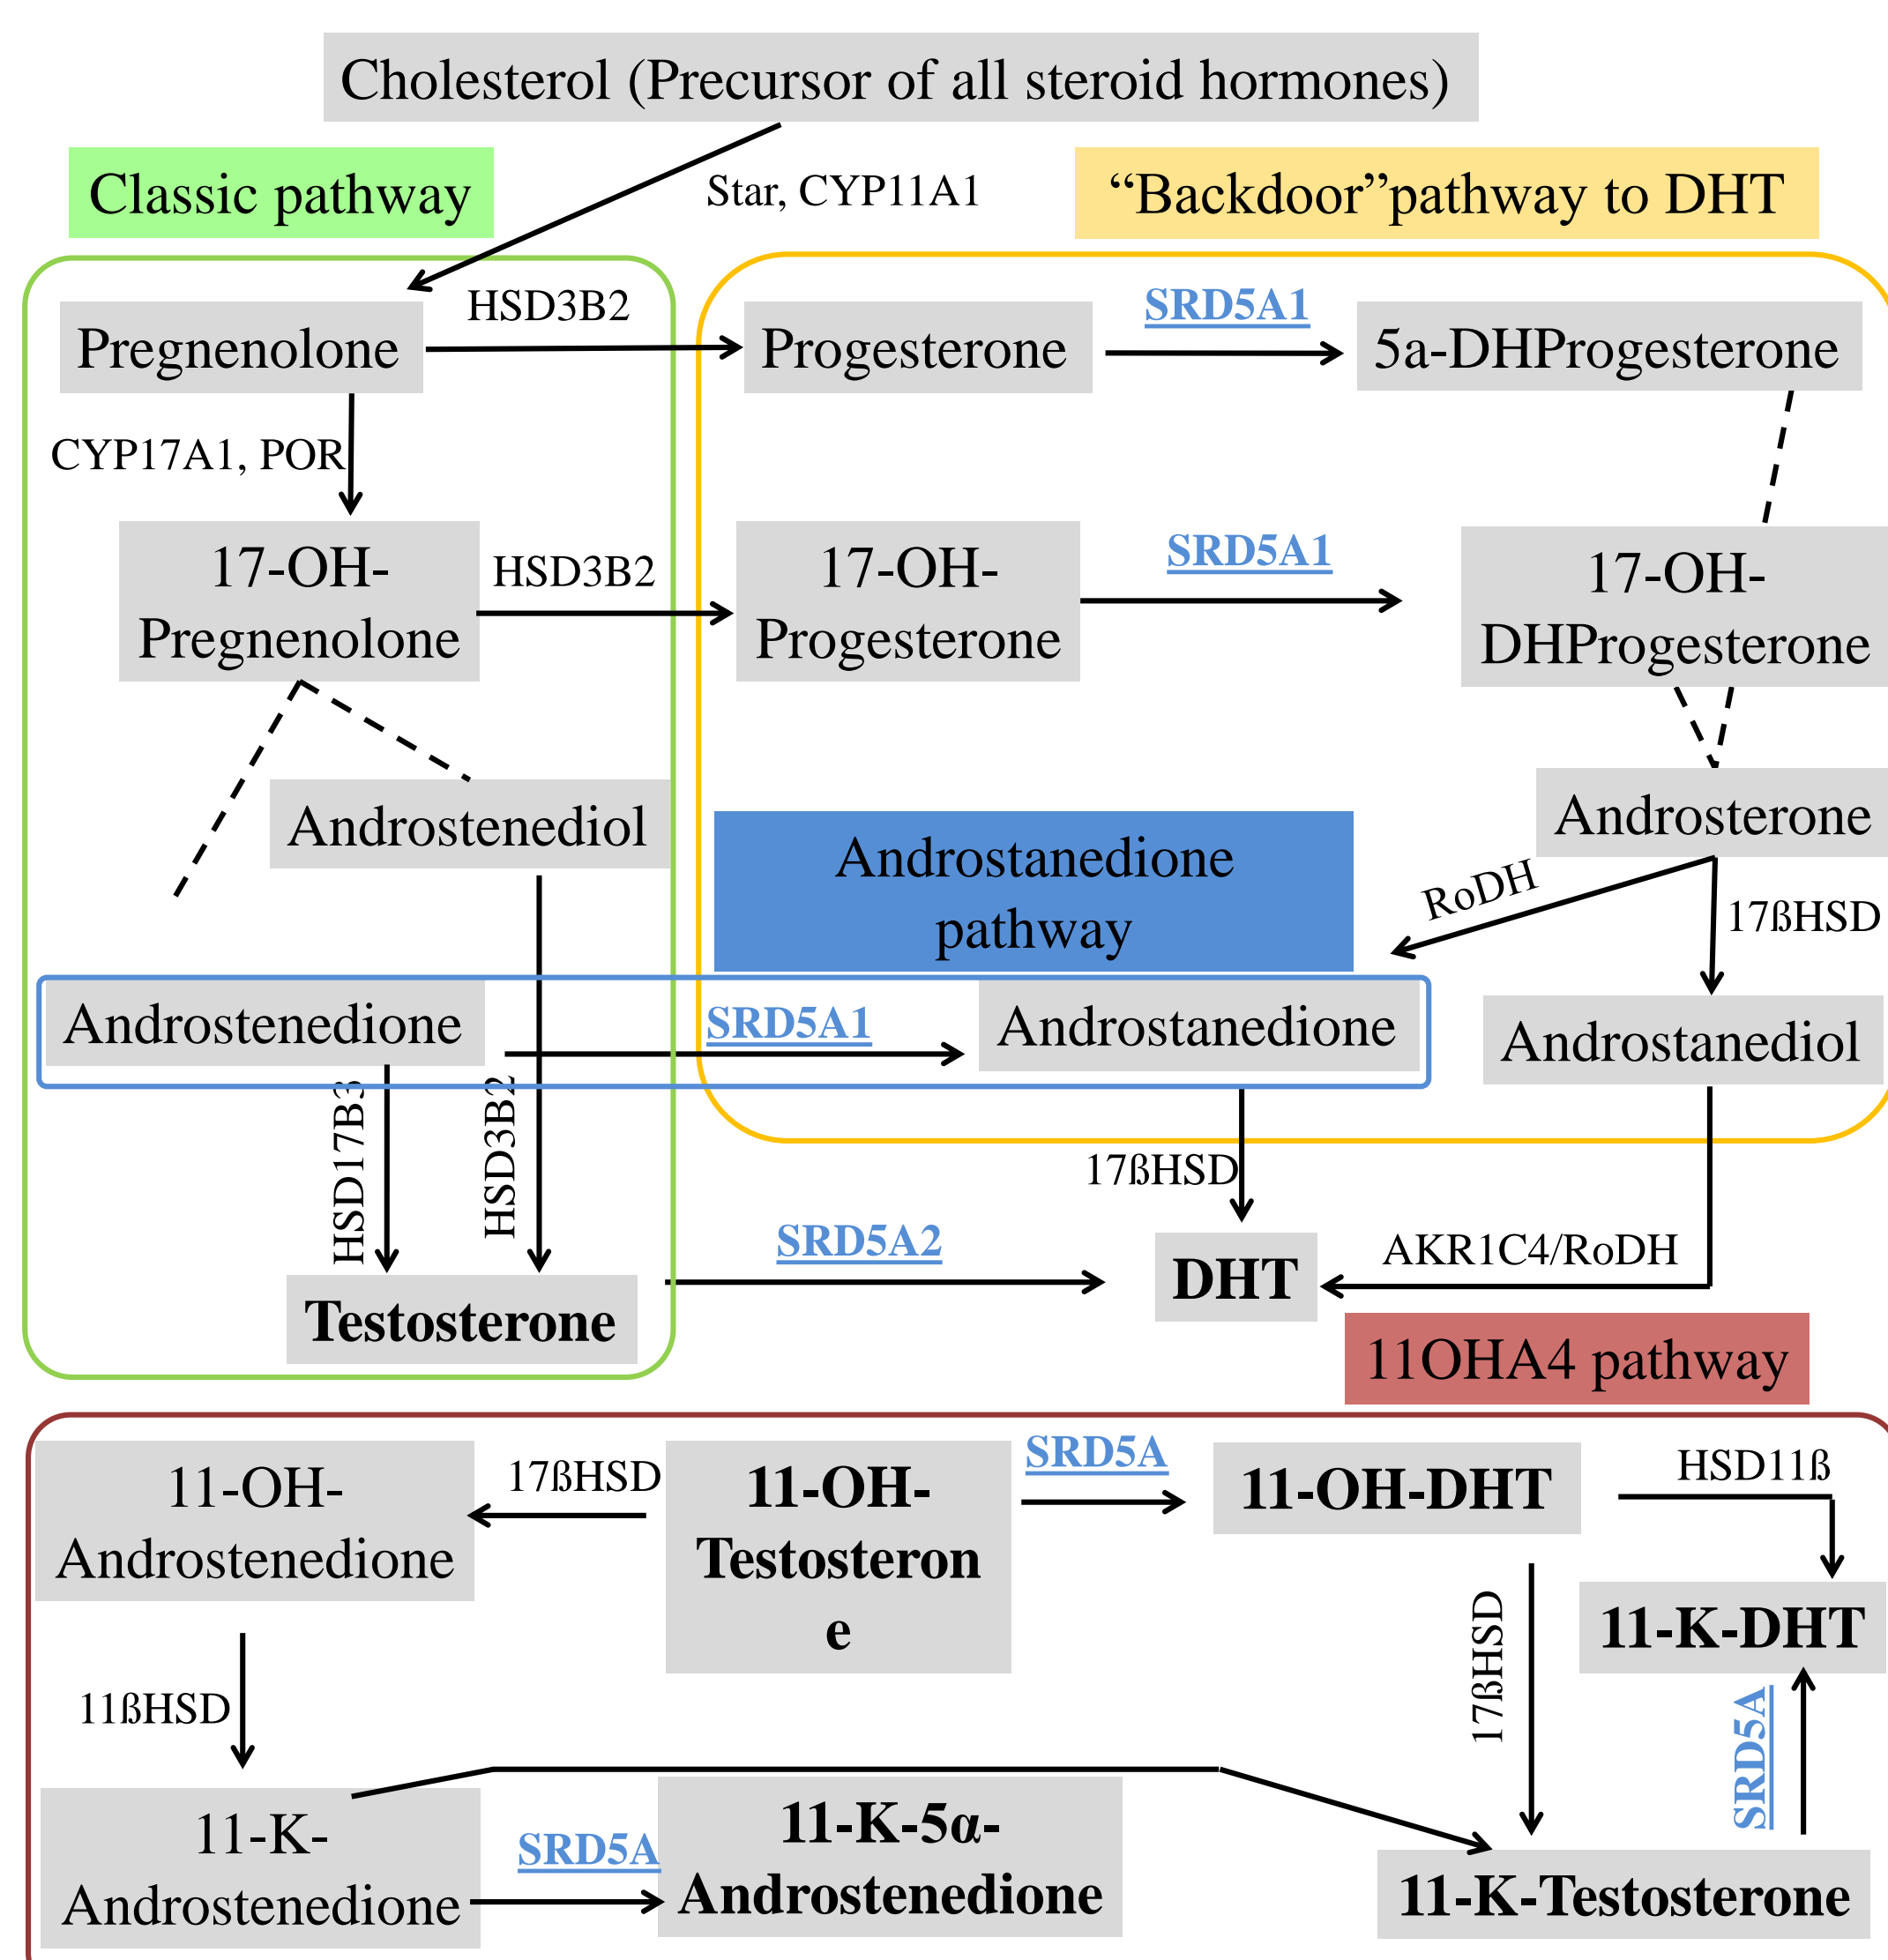 Cholesterol (Precursor of all steroid hormones)
Classic pathway
Star, CYP11A1
“Backdoor”pathway to DHT
Pregnenolone
HSD3B2
Progesterone
SRD5A1
5a-DHProgesterone
CYP17A1, POR
17-OH-
Pregnenolone
HSD3B2
17-OH-
Progesterone
SRD5A1
17-OH-
DHProgesterone
Androstenediol
Androstanedione
pathway
Androsterone
RoDH
17ßHSD
Androstenedione
SRD5A1
Androstanedione
Androstanediol
HSD17B3
HSD3B2
17ßHSD
Testosterone
SRD5A2
DHT
AKR1C4/RoDH
11OHA4 pathway
11-OH-
Androstenedione
17ßHSD
11-OH-
Testosteron
e
SRD5A
11-OH-DHT
HSD11ß
11-K-DHT
11ßHSD
17ßHSD
SRD5A
11-K-
Androstenedione
SRD5A
11-K-5α-
Androstenedione
11-K-Testosterone